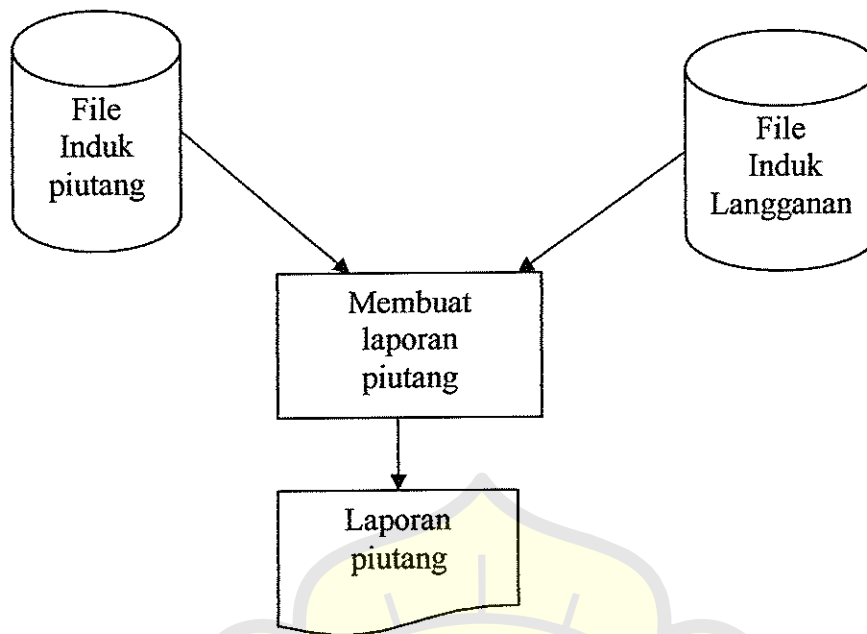 File
Induk
piutang
File
Induk
Langganan
Membuat
laporan
piutang
Laporan
piutang